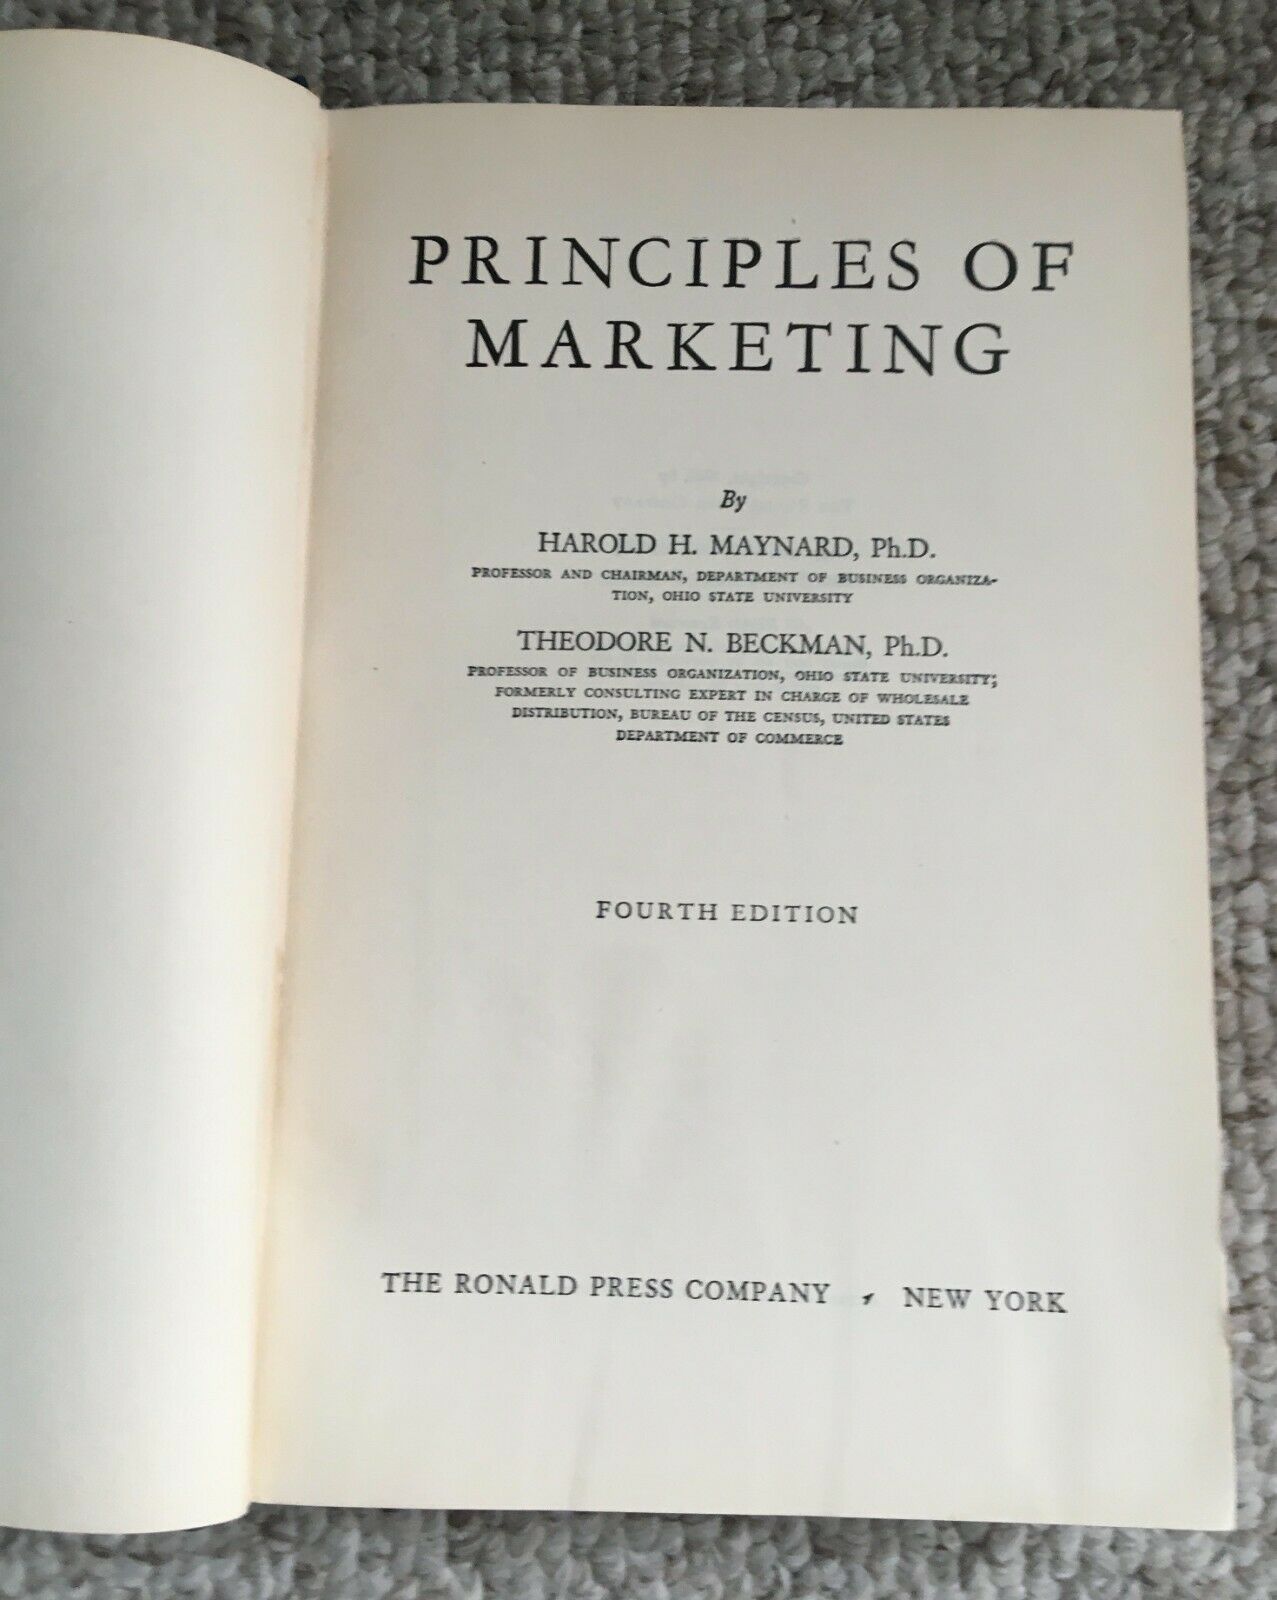 PRINCIPLES OF
MARKETING
By
HAROLD H. MAYNARD, Ph.D.
PROFESSOR AND CHAIRMAN, DEPARTMENT OF BUSINESS ORGANIZA-
TION, OHIO STATE UNIVERSITY
THEODORE N. BECKMAN, Ph.D.
PROFESSOR OF BUSINESS ORGANIZATION, OHIO STATE UNIVERSITY;
FORMERLY CONSULTING EXPERT IN CHARGE OF WHOLESALE
DISTRIBUTION, BUREAU OF THE CENSUS, UNITED STATES
DEPARTMENT OF COMMERCE
FOURTH EDITION
THE RONALD PRESS COMPANY , NEW YORK